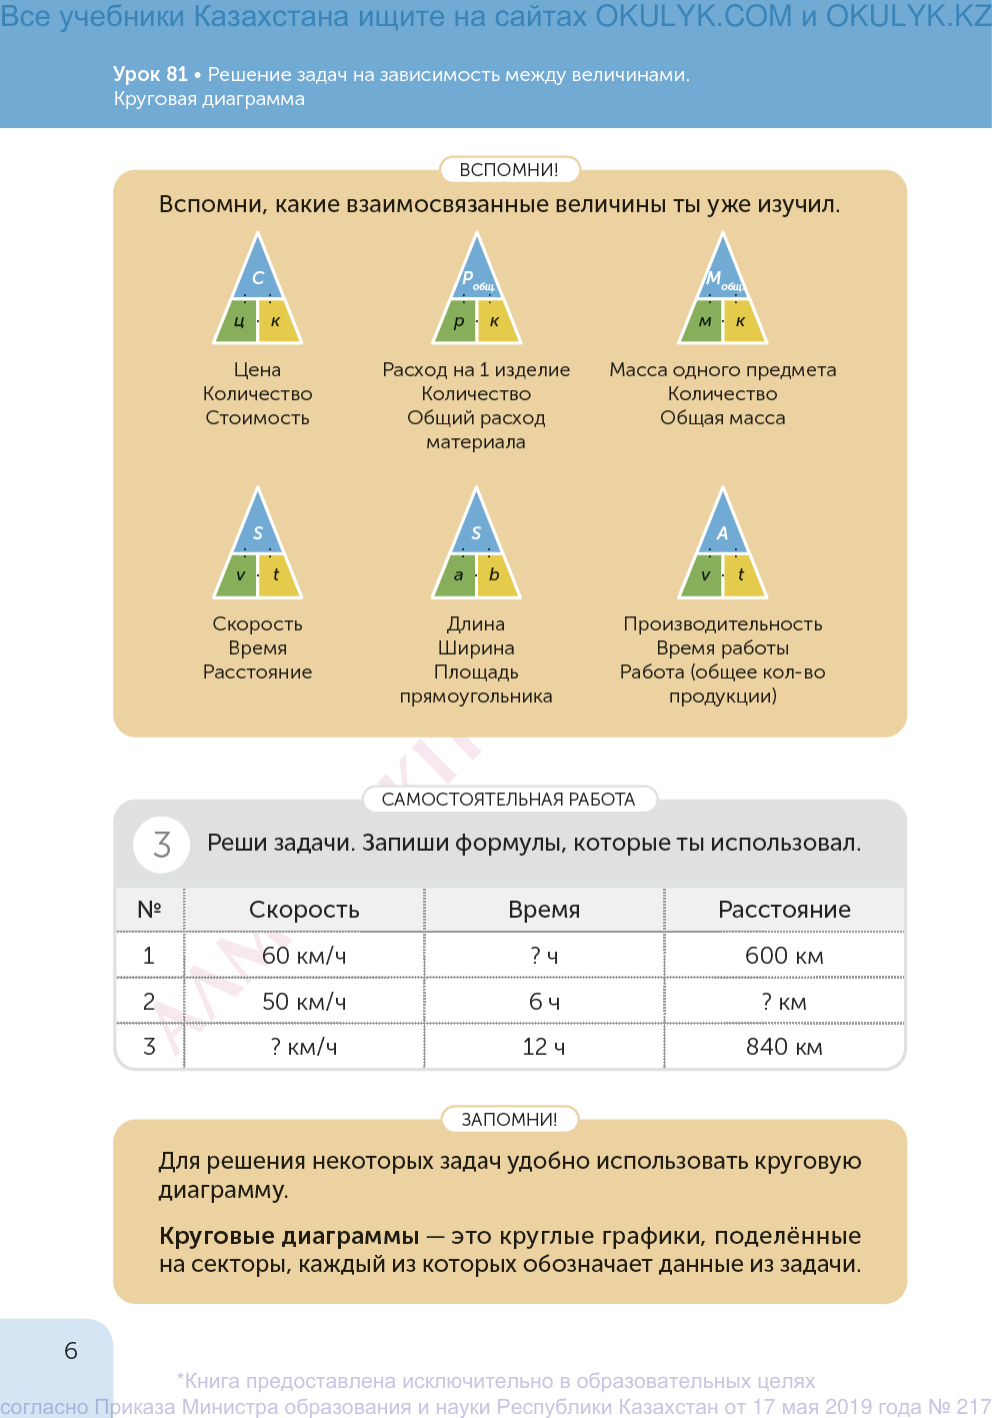 Все учебники Казахстана ищите на сайтах OKULYK.COM и OKULYK.KZ
Урок 81 • Решение задач на зависимость между величинами.
Круговая диаграмма
ВСПОМНИ!
Вспомни, какие взаимосвязанные величины ты уже изучил.
С Pобщ. Mобщ.
ц · к р · к м · к
Цена Расход на 1 изделие Масса одного предмета
Количество Количество Количество
Стоимость Общий расход Общая масса
материала
S S A
v · t a · b v · t
Скорость Длина Производительность
Время Ширина Время работы
Расстояние Площадь Работа (общее кол-во
прямоугольника продукции)
САМОСТОЯТЕЛЬНАЯ РАБОТА
3 Реши задачи. Запиши формулы, которые ты использовал.
№ Скорость Время Расстояние
1 60 км/ч ? ч 600 км
2 50 км/ч 6 ч ? км
3 ? км/ч 12 ч 840 км
ЗАПОМНИ!
Для решения некоторых задач удобно использовать круговую
диаграмму.
Круговые диаграммы — это круглые графики, поделённые
на секторы, каждый из которых обозначает данные из задачи.
6
*Книга предоставлена исключительно в образовательных целях
согласно Приказа Министра образования и науки Республики Казахстан от 17 мая 2019 года № 217